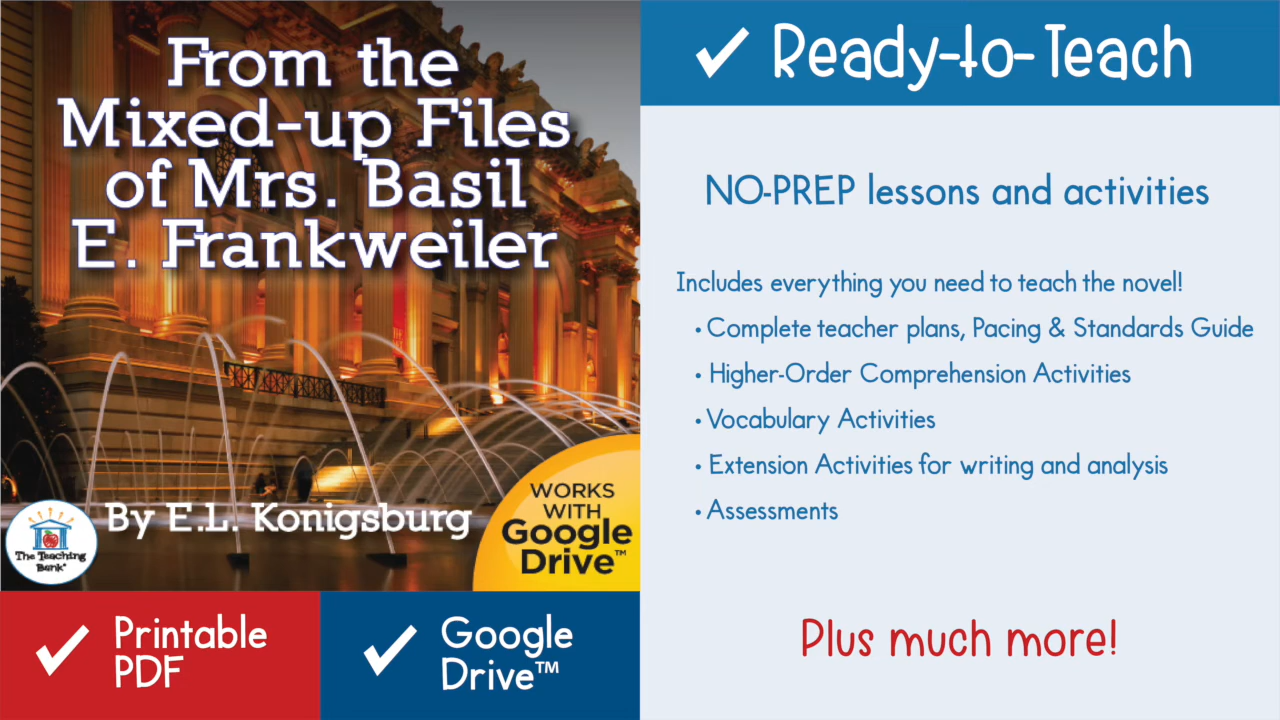 From the
Mixed-up Files
of Mrs. Basil
E. Frankweiler
By E.L. Konigsburg
The Teaching
Bank®
WORKS
WITH
Google
Drive™
✓ Printable
PDF
✓ Google
Drive™
✓ Ready-to-Teach
NO-PREP lessons and activities
Includes everything you need to teach the novel!
• Complete teacher plans, Pacing & Standards Guide
• Higher-Order Comprehension Activities
• Vocabulary Activities
• Extension Activities for writing and analysis
• Assessments
Plus much more!